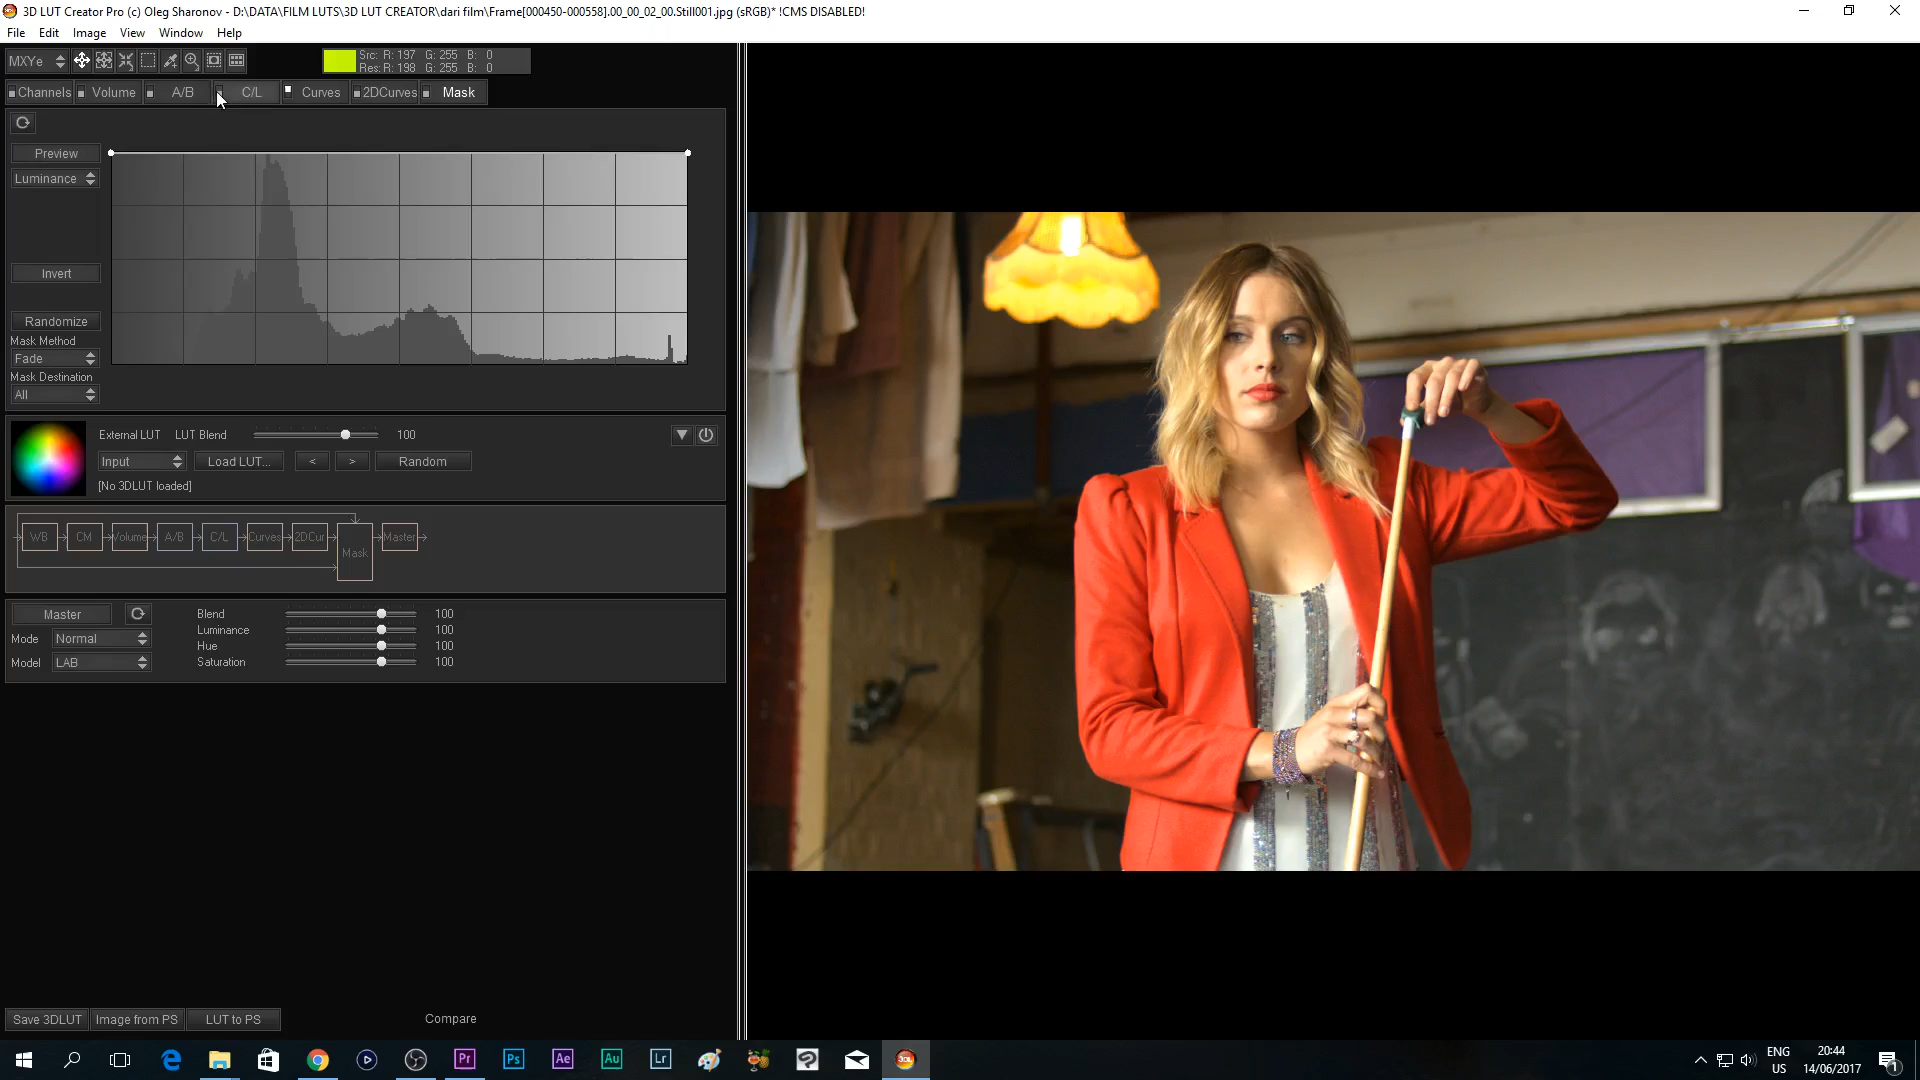 3D LUT Creator Pro (c) Oleg Sharonov - D:\DATA\FILM LUTS\3D LUT CREATOR\dari film\Frame[000450-000558].00_00_02_00.Still001.jpg (sRGB)* !CMS DISABLED!
File Edit Image View Window Help
MXYe
Src: R: 197 G: 255 B: 0
Res: R: 198 G: 255 B: 0
Channels Volume A/B C/L Curves 2DCurves Mask
Preview
Luminance
Invert
Randomize
Mask Method
Fade
Mask Destination
All
External LUT LUT Blend 100
Input Load LUT... < > Random
[No 3DLUT loaded]
WB CM Volume A/B C/L Curves 2DCur Mask Master
Master
Mode Normal
Model LAB
Blend 100
Luminance 100
Hue 100
Saturation 100
Save 3DLUT Image from PS LUT to PS Compare
Pr Ps Ae Au Lr 3DL
ENG
US
20:44
14/06/2017
1